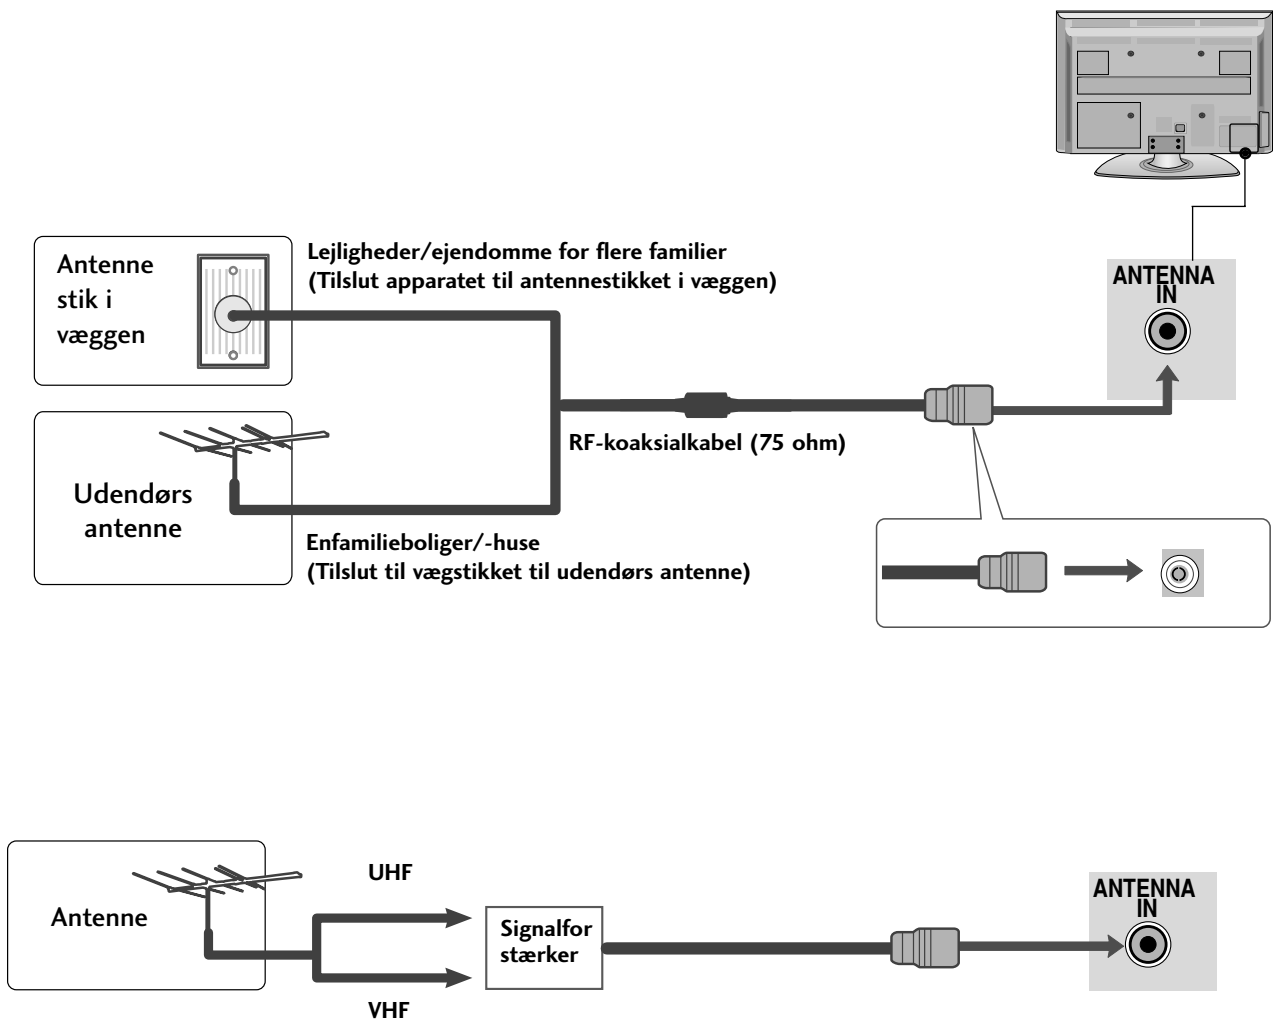 Antenne
stik i
væggen
Lejligheder/ejendomme for flere familier
(Tilslut apparatet til antennestikket i væggen)
ANTENNA
IN
RF-koaksialkabel (75 ohm)
Udendørs
antenne
Enfamilieboliger/-huse
(Tilslut til vægstikket til udendørs antenne)
Antenne
UHF
VHF
Signalfor
stærker
ANTENNA
IN